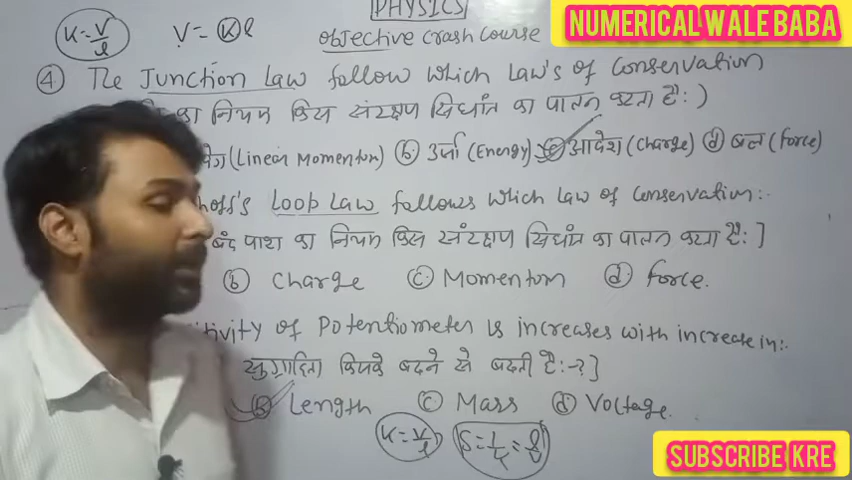 PHYSICS
NUMERICAL WALE BABA
K=V/l V=Kl objective crash course
④ The Junction Law follow which Law's of Conservation
का नियम किस संरक्षण सिधांत का पालन करता है:)
(Linear Momentum) ⓑ उर्जा (Energy) ⓒ आवेश (Charge) ⓓ बल (Force)
hoff's Loop Law follows which Law of Conservation:-
बंद पाश का नियम किस संरक्षण सिधांत का पालन करता है:]
ⓑ Charge ⓒ Momentum ⓓ Force.
itivity of Potentiometer is increases with increase in:-
सुग्राहिता किसके बढ़ने से बढ़ती है:-?]
ⓑ Length ⓒ Mass ⓓ Voltage.
K=V/l S=1/K=l/V
SUBSCRIBE KRE